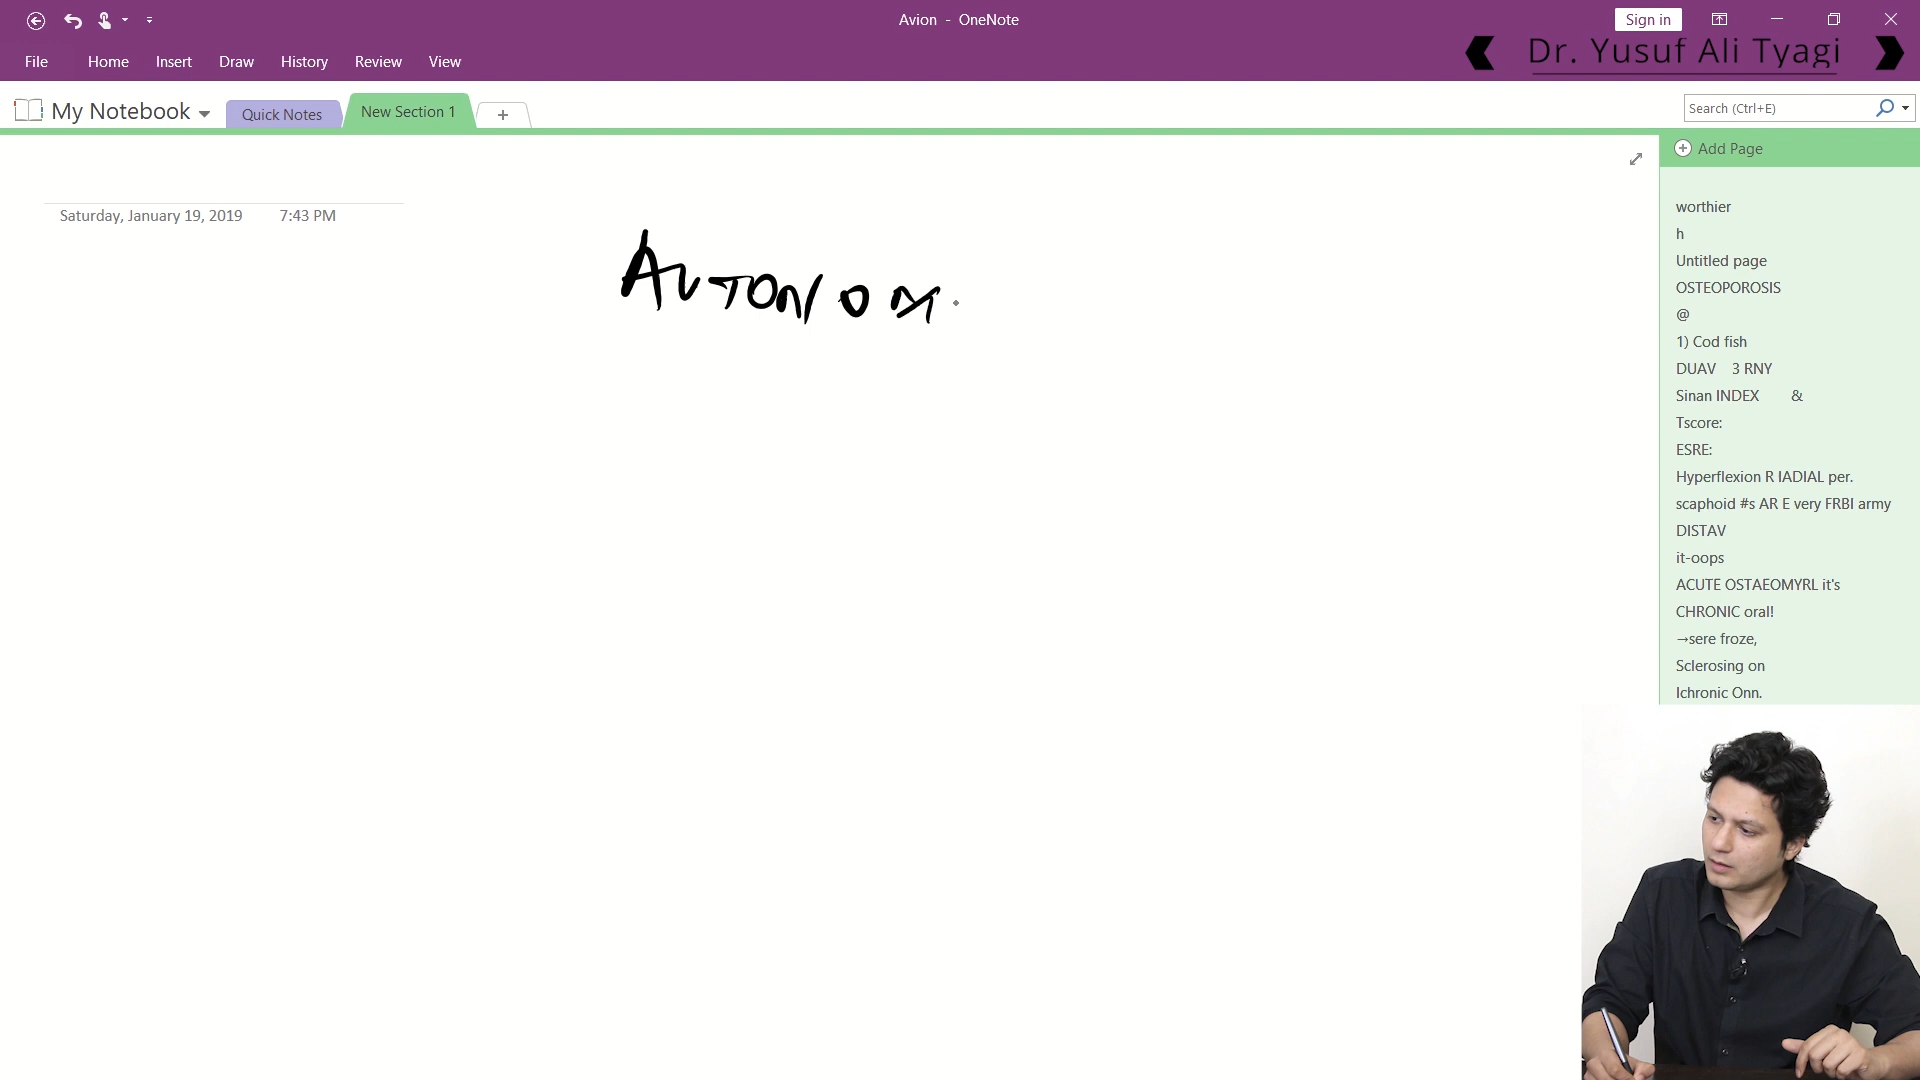 Avion - OneNote
Sign in
File Home Insert Draw History Review View
Dr. Yusuf Ali Tyagi
My Notebook
Quick Notes
New Section 1
Search (Ctrl+E)
Add Page
Saturday, January 19, 2019 7:43 PM
AUTONOM
worthier
h
Untitled page
OSTEOPOROSIS
@
1) Cod fish
DUAV 3 RNY
Sinan INDEX &
Tscore:
ESRE:
Hyperflexion R IADIAL per.
scaphoid #s AR E very FRBI army
DISTAV
it-oops
ACUTE OSTAEOMYRL it's
CHRONIC oral!
→sere froze,
Sclerosing on
Ichronic Onn.